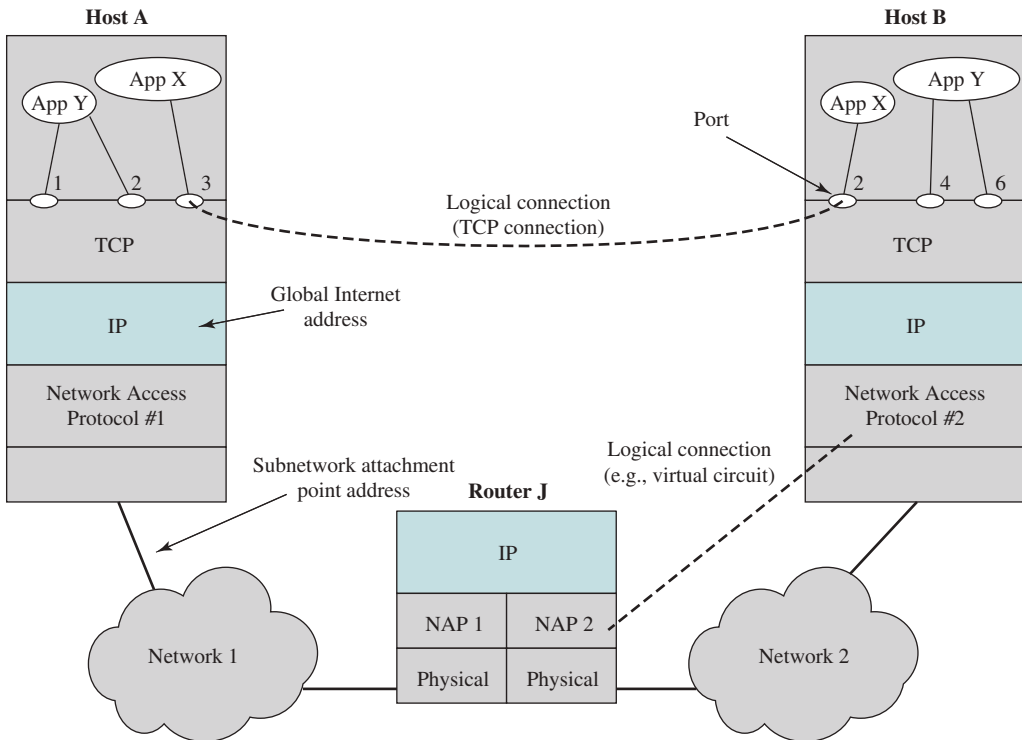 Host A
Host B
App X
App Y
App Y
App X
Port
1
2
3
2
4
6
Logical connection
(TCP connection)
TCP
TCP
Global Internet
address
IP
IP
Network Access
Protocol #1
Network Access
Protocol #2
Logical connection
(e.g., virtual circuit)
Subnetwork attachment
point address
Router J
IP
NAP 1
NAP 2
Network 1
Network 2
Physical
Physical